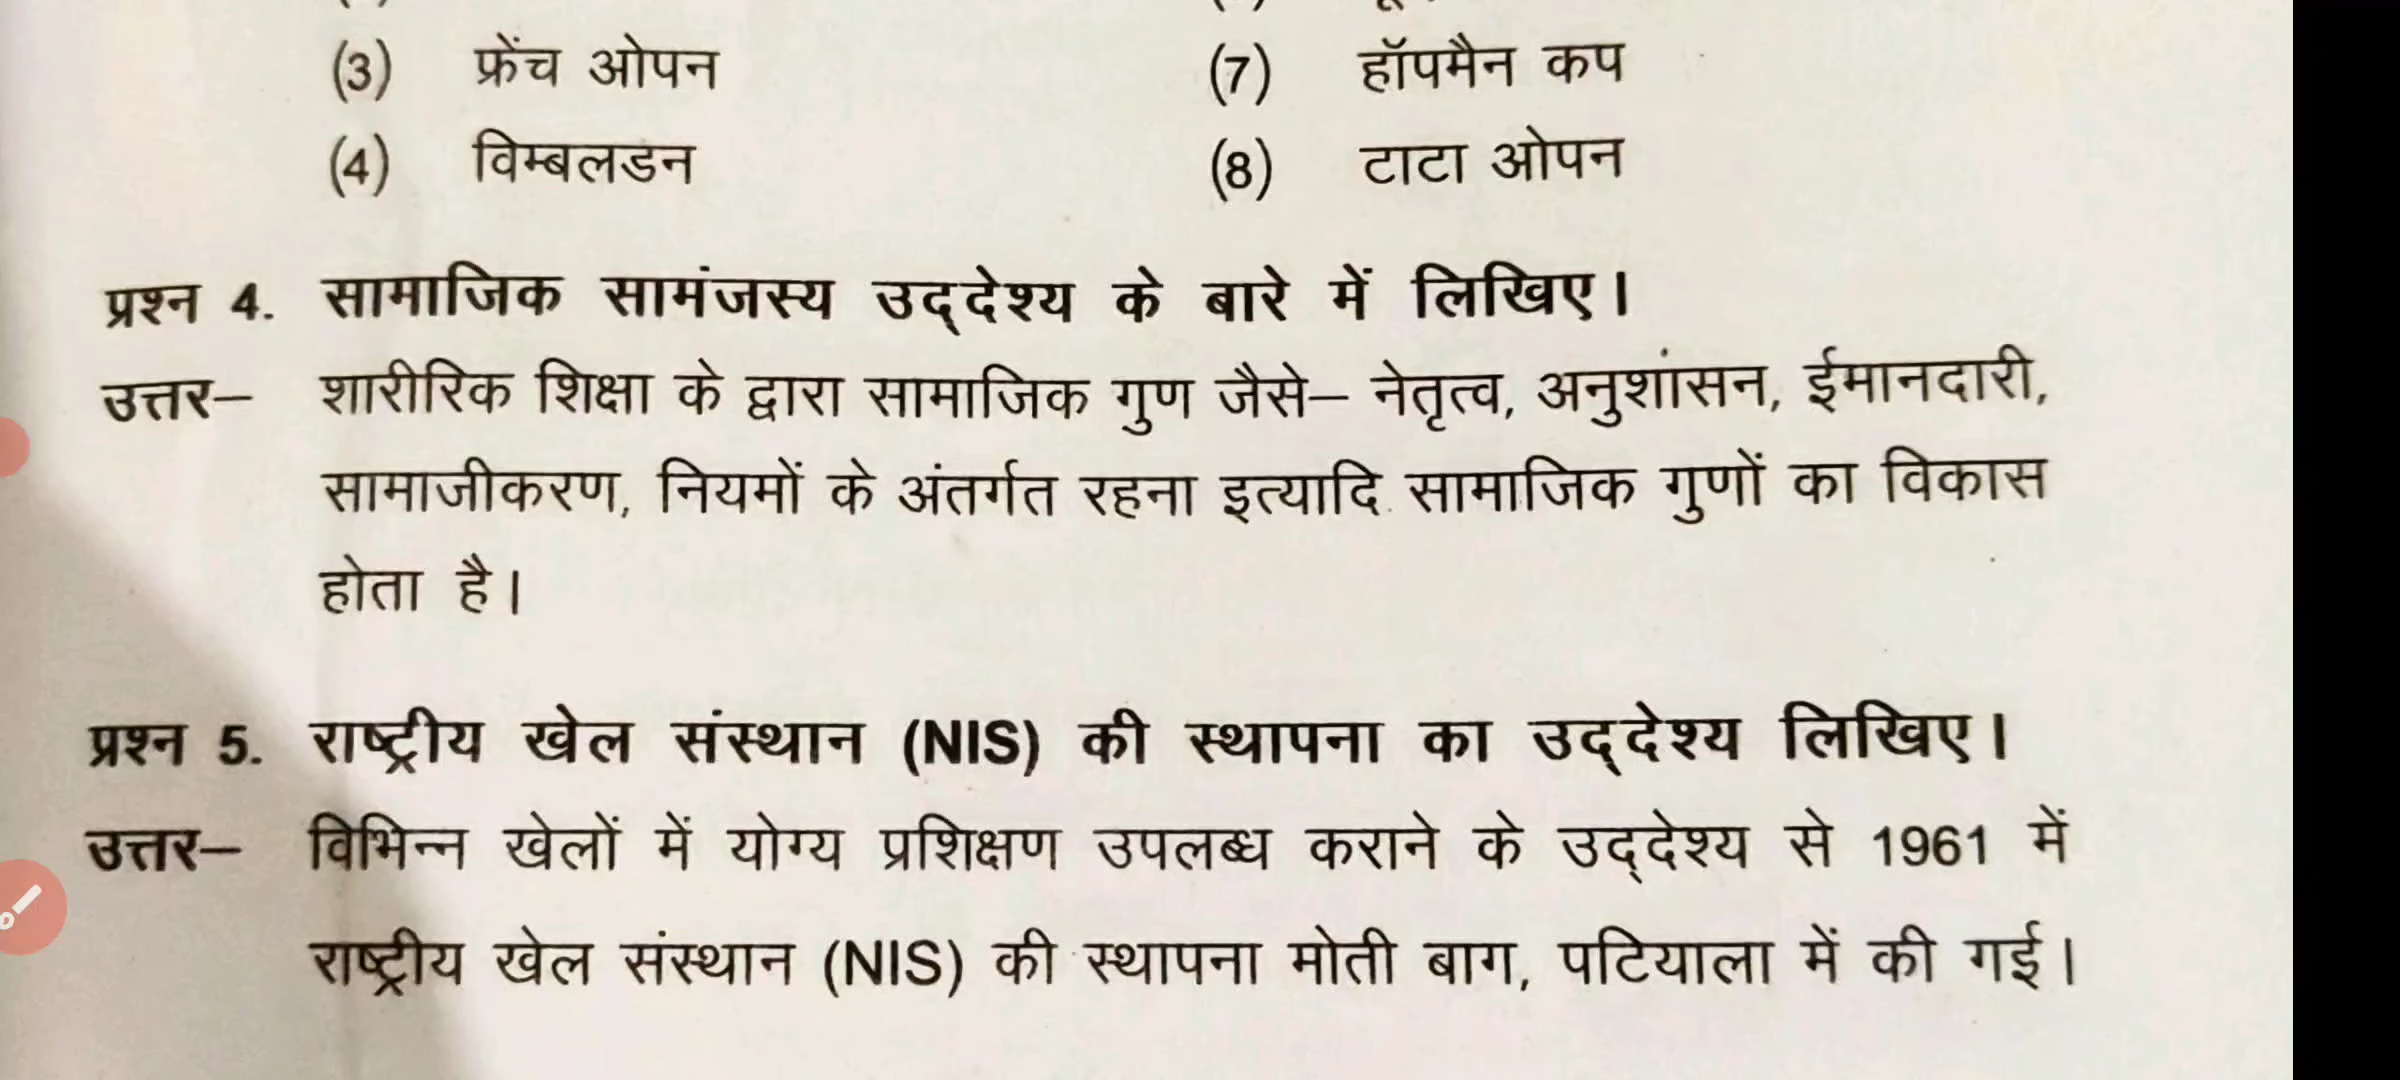 (3) फ्रेंच ओपन (7) हॉपमैन कप
(4) विम्बलडन (8) टाटा ओपन
प्रश्न 4. सामाजिक सामंजस्य उद्देश्य के बारे में लिखिए।
उत्तर– शारीरिक शिक्षा के द्वारा सामाजिक गुण जैसे– नेतृत्व, अनुशासन, ईमानदारी,
सामाजीकरण, नियमों के अंतर्गत रहना इत्यादि सामाजिक गुणों का विकास
होता है।
प्रश्न 5. राष्ट्रीय खेल संस्थान (NIS) की स्थापना का उद्देश्य लिखिए।
उत्तर– विभिन्न खेलों में योग्य प्रशिक्षण उपलब्ध कराने के उद्देश्य से 1961 में
राष्ट्रीय खेल संस्थान (NIS) की स्थापना मोती बाग, पटियाला में की गई।